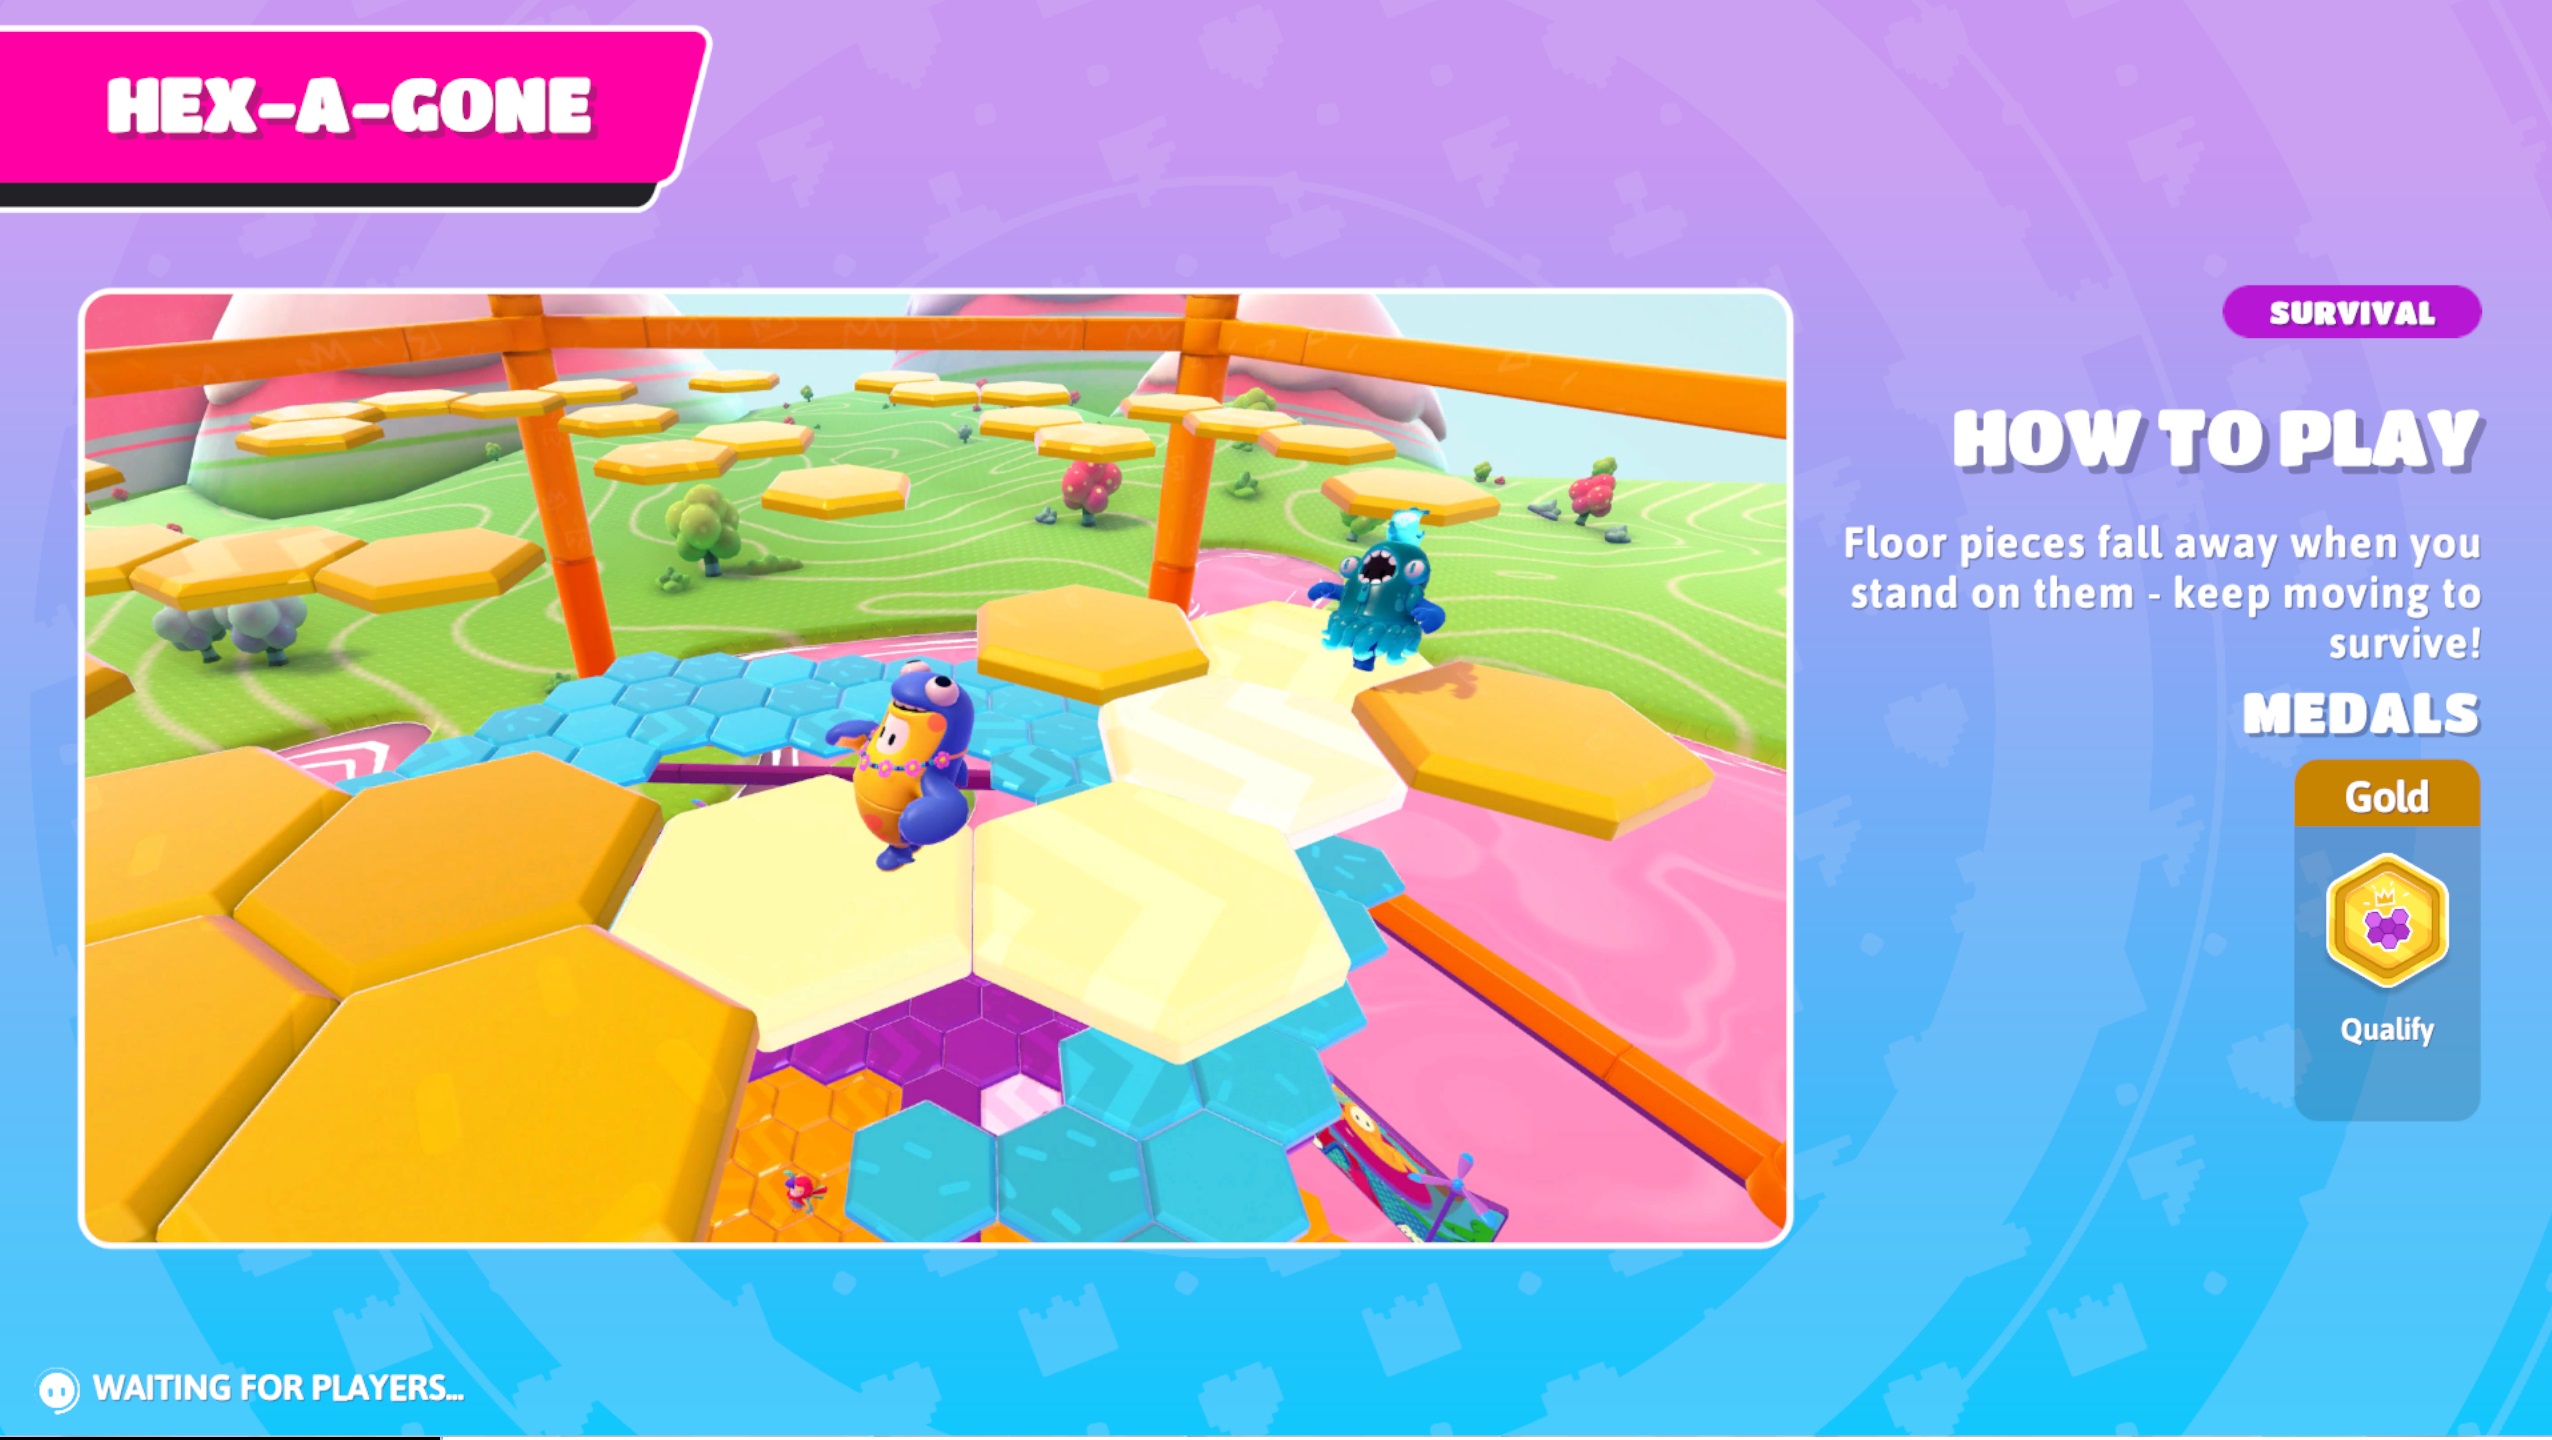 HEX-A-GONE
SURVIVAL
HOW TO PLAY
Floor pieces fall away when you
stand on them - keep moving to
survive!
MEDALS
Gold
Qualify
WAITING FOR PLAYERS...